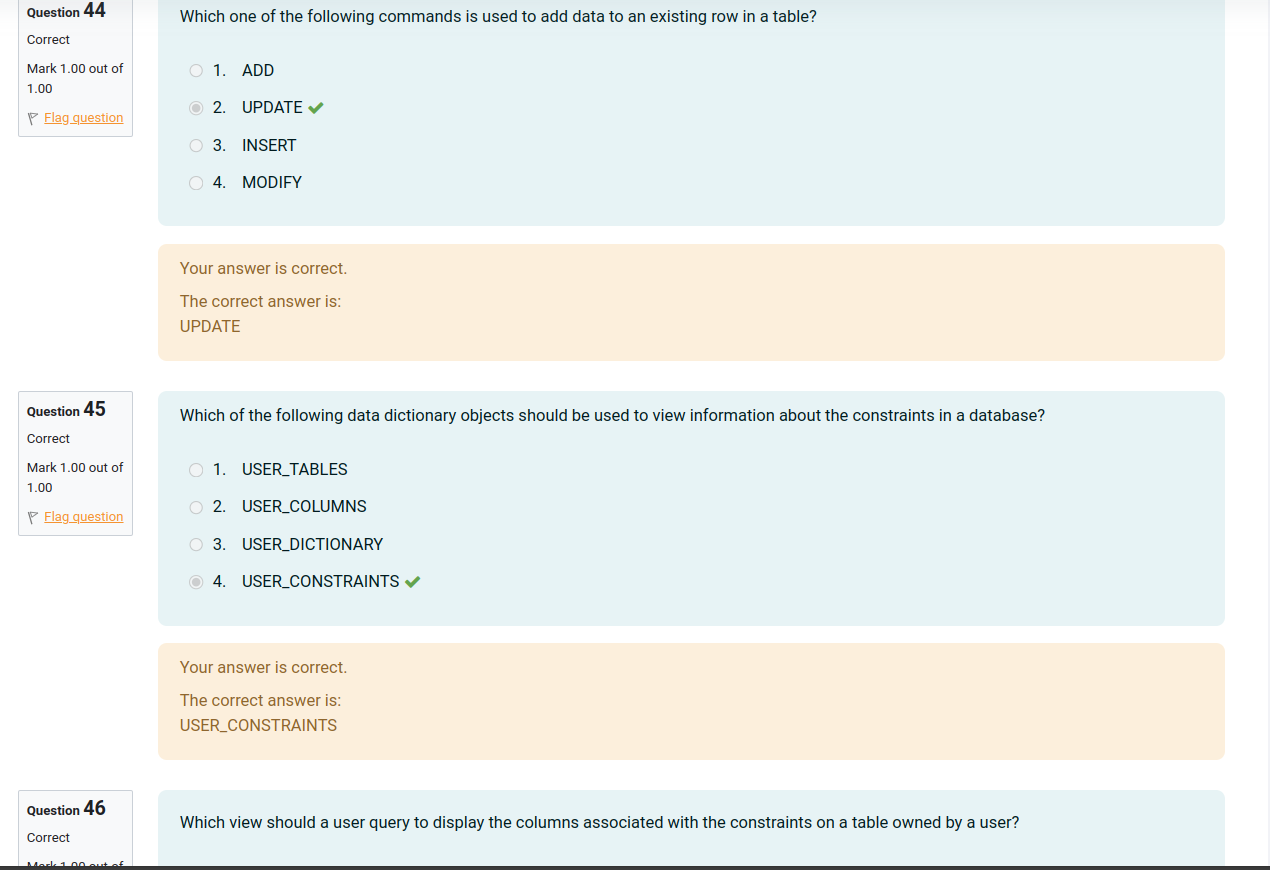 Question 44
Correct
Mark 1.00 out of
1.00
Flag question
Which one of the following commands is used to add data to an existing row in a table?
1. ADD
2. UPDATE
3. INSERT
4. MODIFY
Your answer is correct.
The correct answer is:
UPDATE
Question 45
Correct
Mark 1.00 out of
1.00
Flag question
Which of the following data dictionary objects should be used to view information about the constraints in a database?
1. USER_TABLES
2. USER_COLUMNS
3. USER_DICTIONARY
4. USER_CONSTRAINTS
Your answer is correct.
The correct answer is:
USER_CONSTRAINTS
Question 46
Correct
Mark 1.00 out of
Which view should a user query to display the columns associated with the constraints on a table owned by a user?